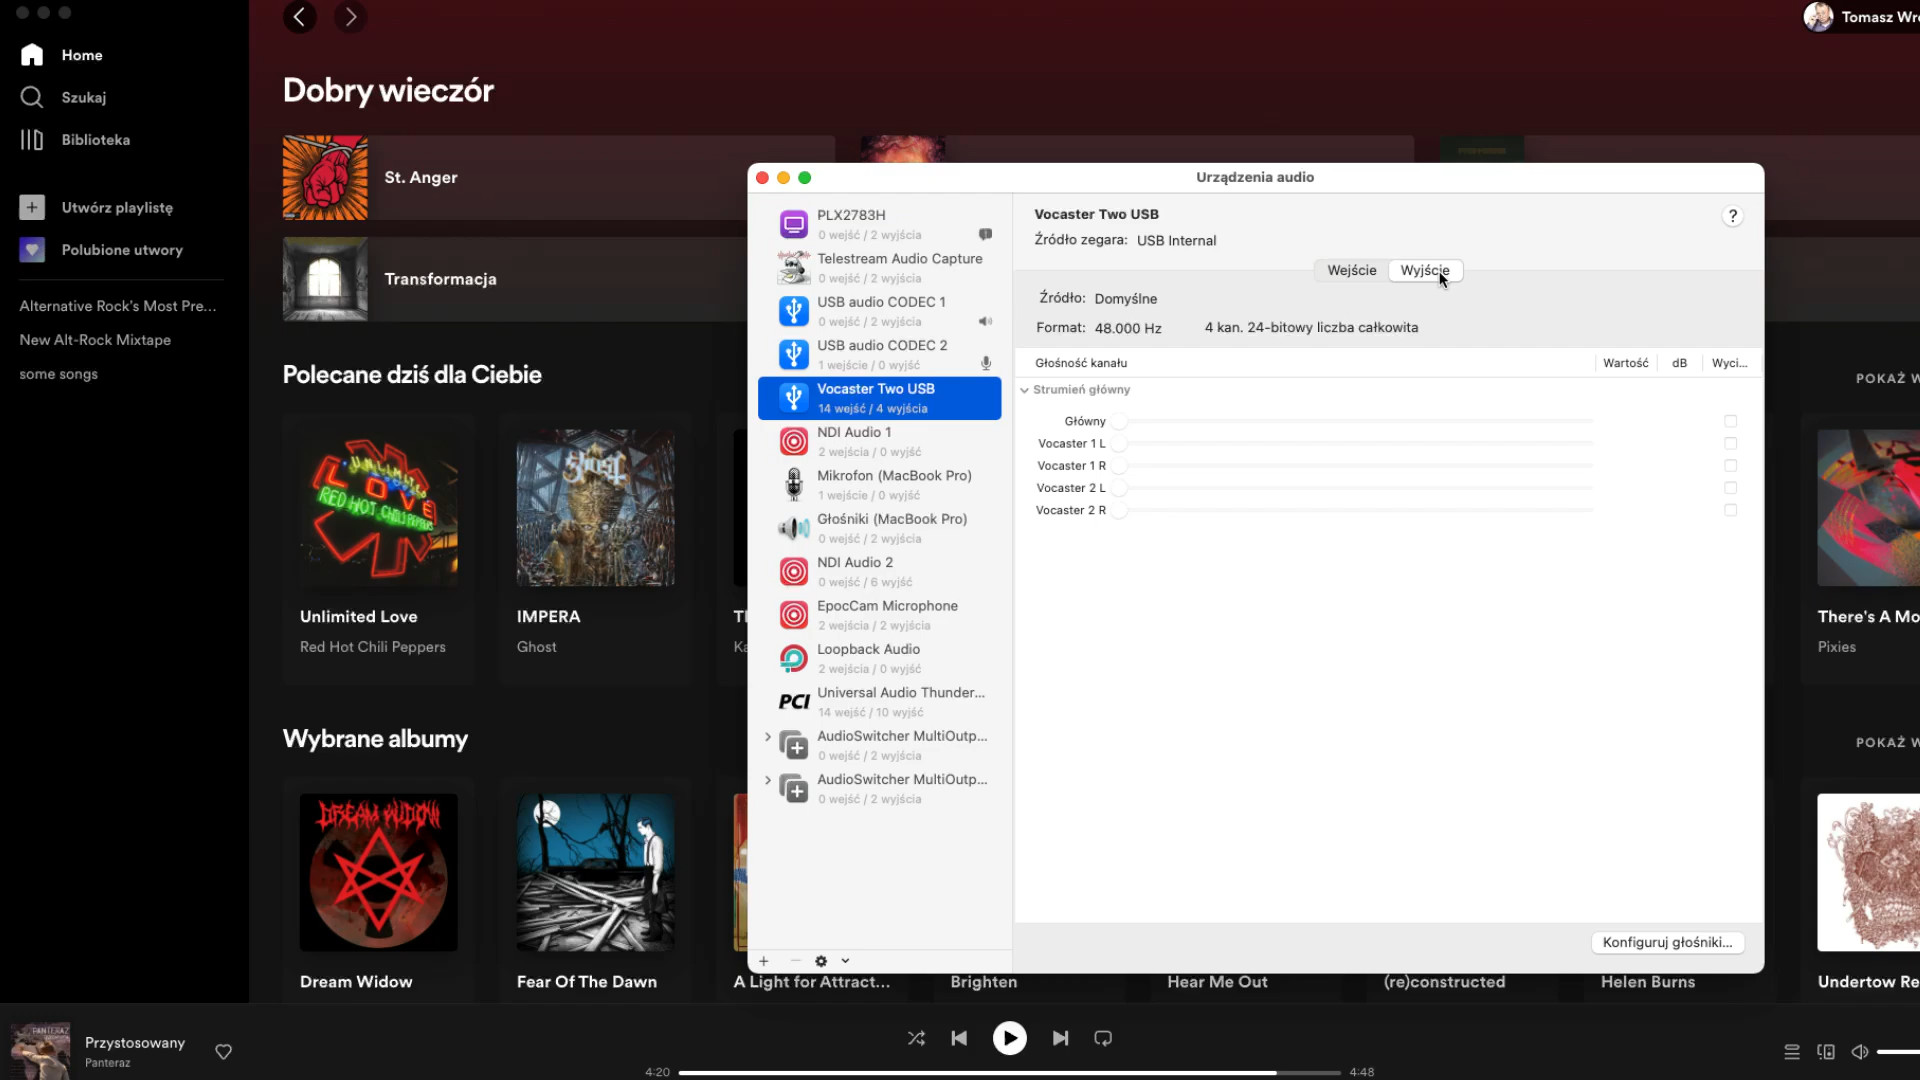 Home
Szukaj
Biblioteka
Utwórz playlistę
Polubione utwory
Alternative Rock's Most Pre...
New Alt-Rock Mixtape
some songs
Tomasz Wr
Dobry wieczór
St. Anger
Transformacja
Polecane dziś dla Ciebie
POKAŻ W
Unlimited Love
Red Hot Chili Peppers
IMPERA
Ghost
There's A Mo
Pixies
Wybrane albumy
POKAŻ W
Dream Widow
Fear Of The Dawn
A Light for Attract...
Brighten
Hear Me Out
(re)constructed
Helen Burns
Undertow Re
Urządzenia audio
PLX2783H
0 wejść / 2 wyjścia
Telestream Audio Capture
0 wejść / 2 wyjścia
USB audio CODEC 1
0 wejść / 2 wyjścia
USB audio CODEC 2
1 wejście / 0 wyjść
Vocaster Two USB
14 wejść / 4 wyjścia
NDI Audio 1
2 wejścia / 0 wyjść
Mikrofon (MacBook Pro)
1 wejście / 0 wyjść
Głośniki (MacBook Pro)
0 wejść / 2 wyjścia
NDI Audio 2
0 wejść / 6 wyjść
EpocCam Microphone
2 wejścia / 2 wyjścia
Loopback Audio
2 wejścia / 0 wyjść
PCI
Universal Audio Thunder...
14 wejść / 10 wyjść
AudioSwitcher MultiOutp...
0 wejść / 2 wyjścia
AudioSwitcher MultiOutp...
0 wejść / 2 wyjścia
Vocaster Two USB
?
Źródło zegara: USB Internal
Wejście Wyjście
Źródło: Domyślne
Format: 48.000 Hz 4 kan. 24-bitowy liczba całkowita
Głośność kanału Wartość dB Wyci...
Strumień główny
Główny
Vocaster 1 L
Vocaster 1 R
Vocaster 2 L
Vocaster 2 R
Konfiguruj głośniki...
UNLIMITED
LOVE
RED HOT CHILI PEPPERS
DREAM WIDOW
PANTERAZ
Przystosowany
Panteraz
4:20
4:48